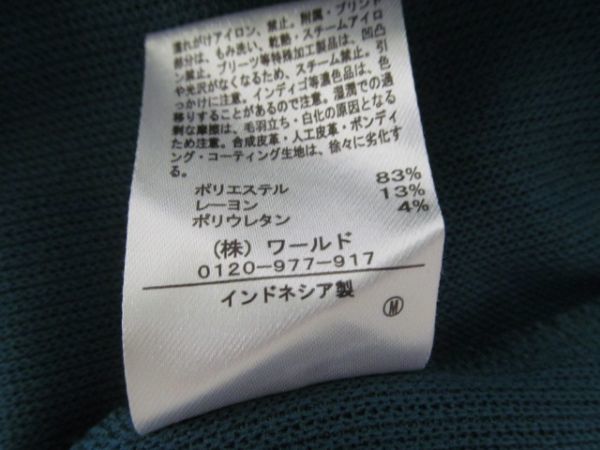 濡れがけアイロン、禁止。附属・プリント
部分は、もみ洗い、乾熱・スチームアイロ
ン禁止。プリーツ等特殊加工製品は、凹凸
や光沢がなくなるため、スチーム禁止。色
っかけに注意。インディゴ等濃色品は、色
移りすることがあるので注意。湿潤での過
剰な摩擦は、毛羽立ち・白化の原因となる
ため注意。合成皮革・人工皮革・ボンディ
ング・コーティング生地は、徐々に劣化す
る。
ポリエステル 83%
レーヨン 13%
ポリウレタン 4%
(株) ワールド
0120-977-917
インドネシア製
M